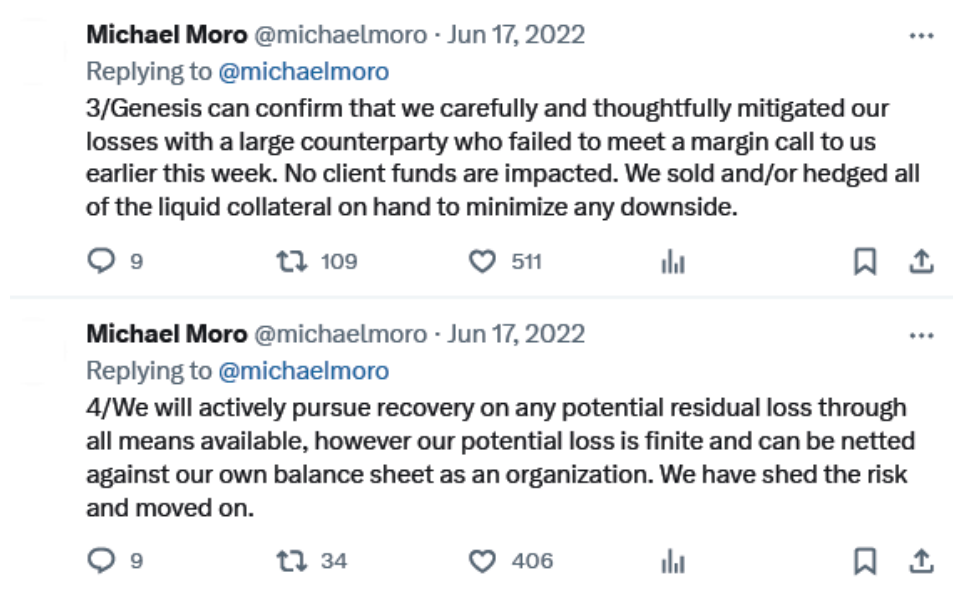 Michael Moro @michaelmoro · Jun 17, 2022
Replying to @michaelmoro
3/Genesis can confirm that we carefully and thoughtfully mitigated our
losses with a large counterparty who failed to meet a margin call to us
earlier this week. No client funds are impacted. We sold and/or hedged all
of the liquid collateral on hand to minimize any downside.
9 109 511
Michael Moro @michaelmoro · Jun 17, 2022
Replying to @michaelmoro
4/We will actively pursue recovery on any potential residual loss through
all means available, however our potential loss is finite and can be netted
against our own balance sheet as an organization. We have shed the risk
and moved on.
9 34 406